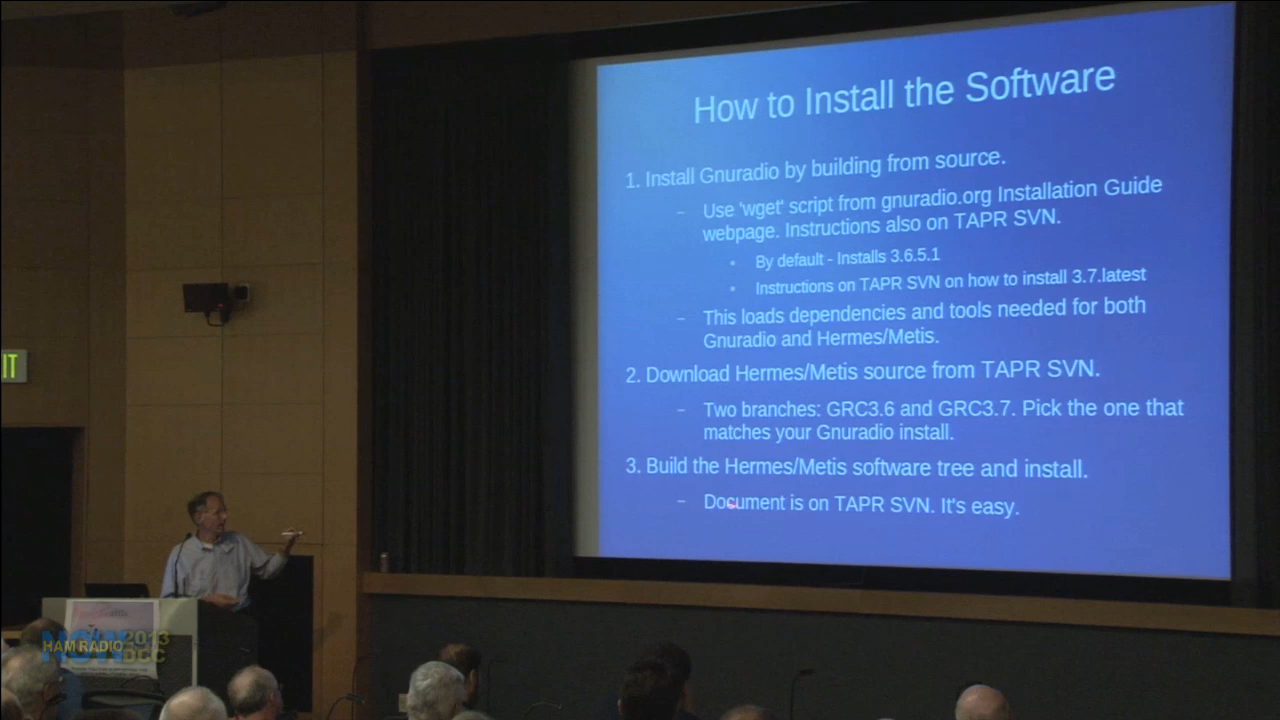 How to Install the Software
1. Install Gnuradio by building from source.
– Use 'wget' script from gnuradio.org Installation Guide
webpage. Instructions also on TAPR SVN.
• By default - Installs 3.6.5.1
• Instructions on TAPR SVN on how to install 3.7.latest
– This loads dependencies and tools needed for both
Gnuradio and Hermes/Metis.
2. Download Hermes/Metis source from TAPR SVN.
– Two branches: GRC3.6 and GRC3.7. Pick the one that
matches your Gnuradio install.
3. Build the Hermes/Metis software tree and install.
– Document is on TAPR SVN. It's easy.
IT
HAM RADIO
NOW
2013
DCC